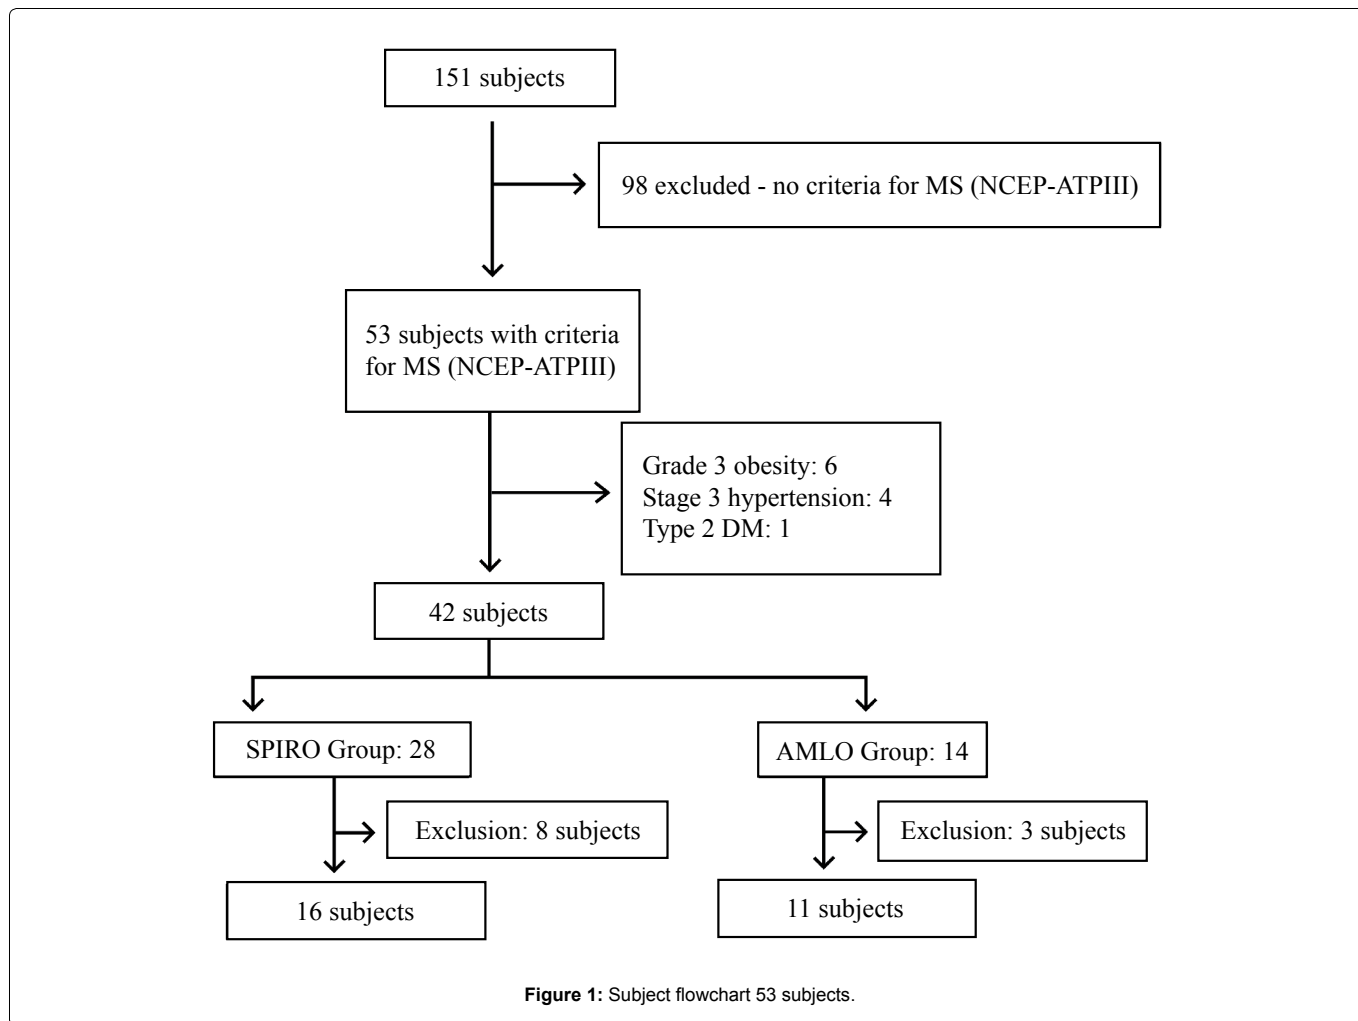 151 subjects
98 excluded - no criteria for MS (NCEP-ATPIII)
53 subjects with criteria
for MS (NCEP-ATPIII)
Grade 3 obesity: 6
Stage 3 hypertension: 4
Type 2 DM: 1
42 subjects
SPIRO Group: 28
AMLO Group: 14
Exclusion: 8 subjects
Exclusion: 3 subjects
16 subjects
11 subjects
Figure 1: Subject flowchart 53 subjects.